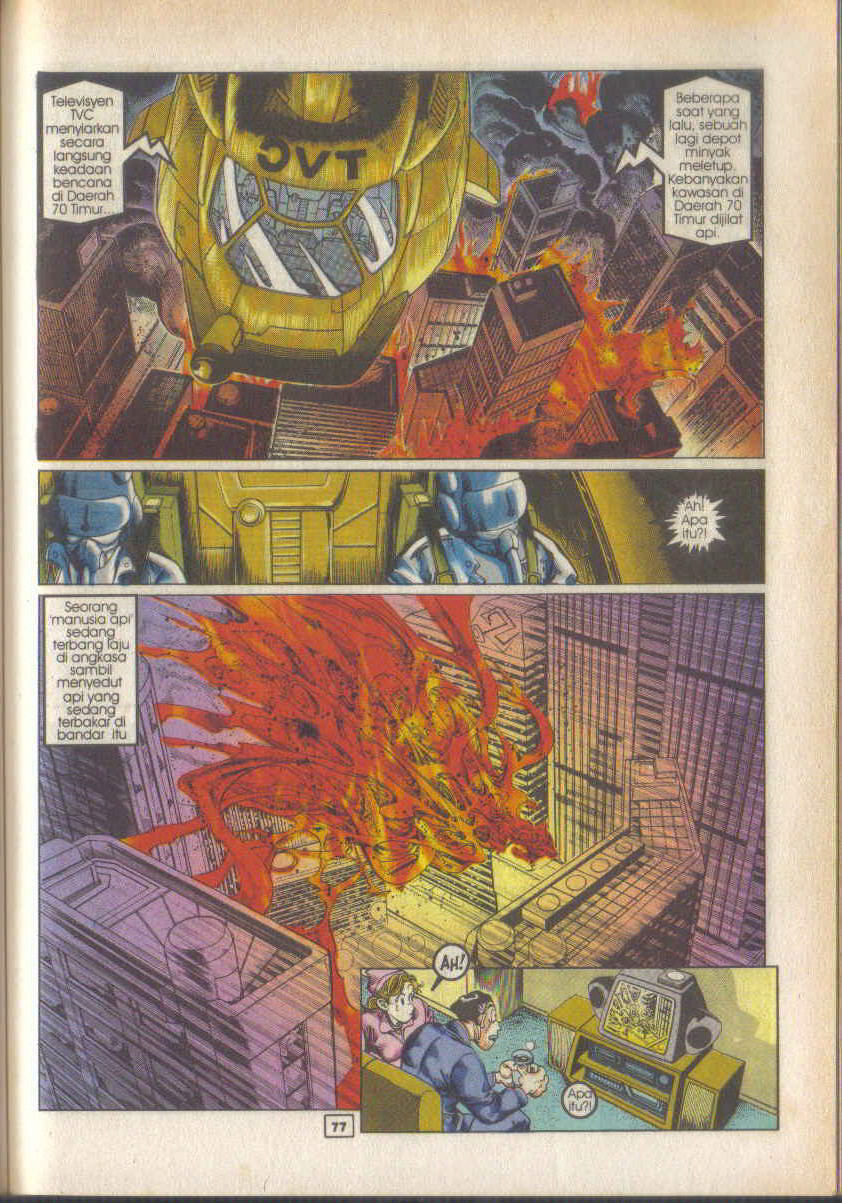 Televisyen
TVC
menyiarkan
secara
langsung
keadaan
bencana
di Daerah
70 Timur...
TVC
Beberapa
saat yang
lalu, sebuah
lagi depot
minyak
meletup.
Kebanyakan
kawasan di
Daerah 70
Timur dijilat
api.
Ah!
Apa
itu?!
Seorang
'manusia api'
sedang
terbang laju
di angkasa
sambil
menyedut
api yang
sedang
terbakar di
bandar itu
AH!
Apa
itu?!
77